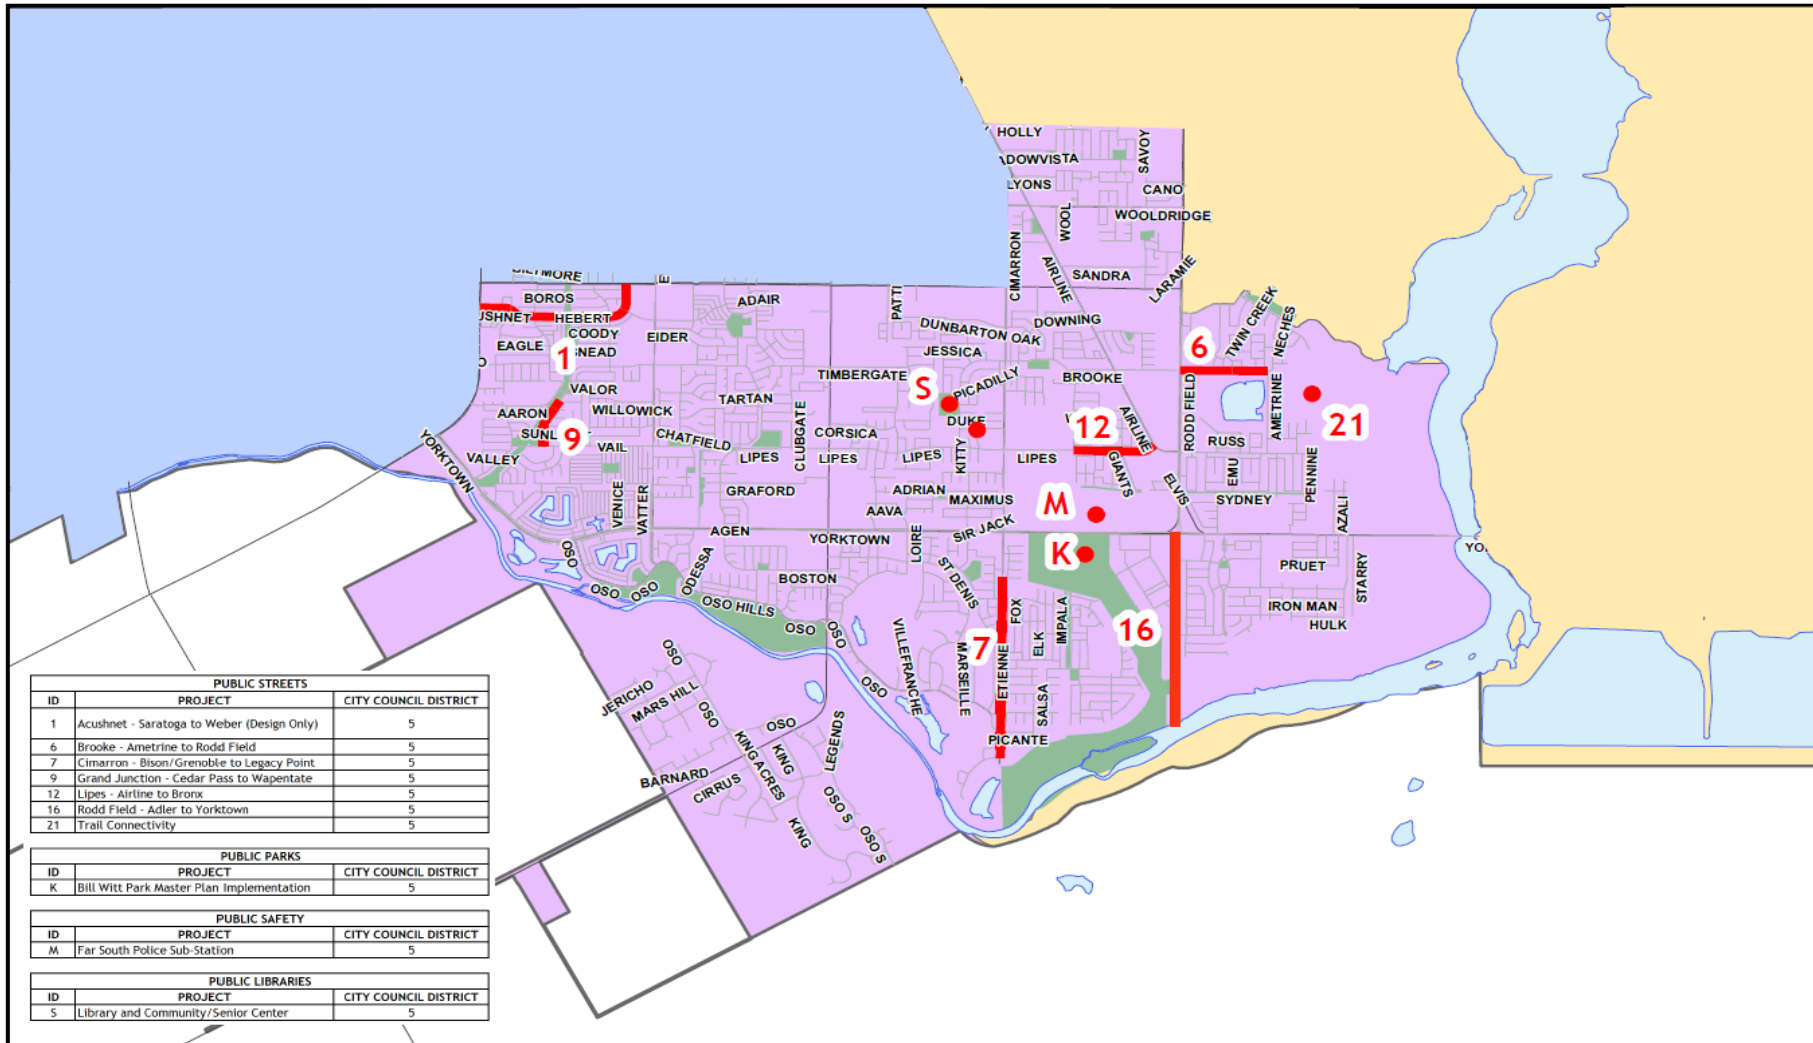 HOLLY
ADOWVISTA
SAVOY
LYONS
CANO
WOOL
WOOLDRIDGE
CIMARRON
AIRLINE
SANDRA
LARAMIE
BILTMORE
E
BOROS
ADAIR
PATTI
USHNET
HEBERT
COODY
EIDER
DUNBARTON OAK
DOWNING
TWIN CREEK
NECHES
EAGLE
SNEAD
1
JESSICA
6
TIMBERGATE
S
PICADILLY
BROOKE
VALOR
TARTAN
RODD FIELD
AMETRINE
AARON
WILLOWICK
CLUBGATE
DUKE
12
AIRLINE
21
9
VAIL
CHATFIELD
CORSICA
RUSS
YORKTOWN
VALLEY
LIPES
LIPES
LIPES
KITTY
LIPES
GIANTS
EMU
PENNINE
VENICE
VATTER
GRAFORD
ADRIAN
MAXIMUS
ELVIS
SYDNEY
AZALI
AAVA
M
AGEN
YORKTOWN
LOIRE
SIR JACK
OSO
ODESSA
K
BOSTON
ST DENIS
PRUET
STARRY
OSO
OSO
OSO HILLS
FOX
IMPALA
IRON MAN
HULK
OSO
OSO
VILLEFRANCHE
7
ELK
16
OSO
MARSEILLE
ETIENNE
JERICHO
MARS HILL
OSO
SALSA
OSO
OSO
LEGENDS
PICANTE
KING ACRES
KING
BARNARD
CIRRUS
OSO S
KING
OSO S
PUBLIC STREETS
ID PROJECT CITY COUNCIL DISTRICT
1 Acushnet - Saratoga to Weber (Design Only) 5
6 Brooke - Ametrine to Rodd Field 5
7 Cimarron - Bison/Grenoble to Legacy Point 5
9 Grand Junction - Cedar Pass to Wapentate 5
12 Lipes - Airline to Bronx 5
16 Rodd Field - Adler to Yorktown 5
21 Trail Connectivity 5
PUBLIC PARKS
ID PROJECT CITY COUNCIL DISTRICT
K Bill Witt Park Master Plan Implementation 5
PUBLIC SAFETY
ID PROJECT CITY COUNCIL DISTRICT
M Far South Police Sub-Station 5
PUBLIC LIBRARIES
ID PROJECT CITY COUNCIL DISTRICT
S Library and Community/Senior Center 5